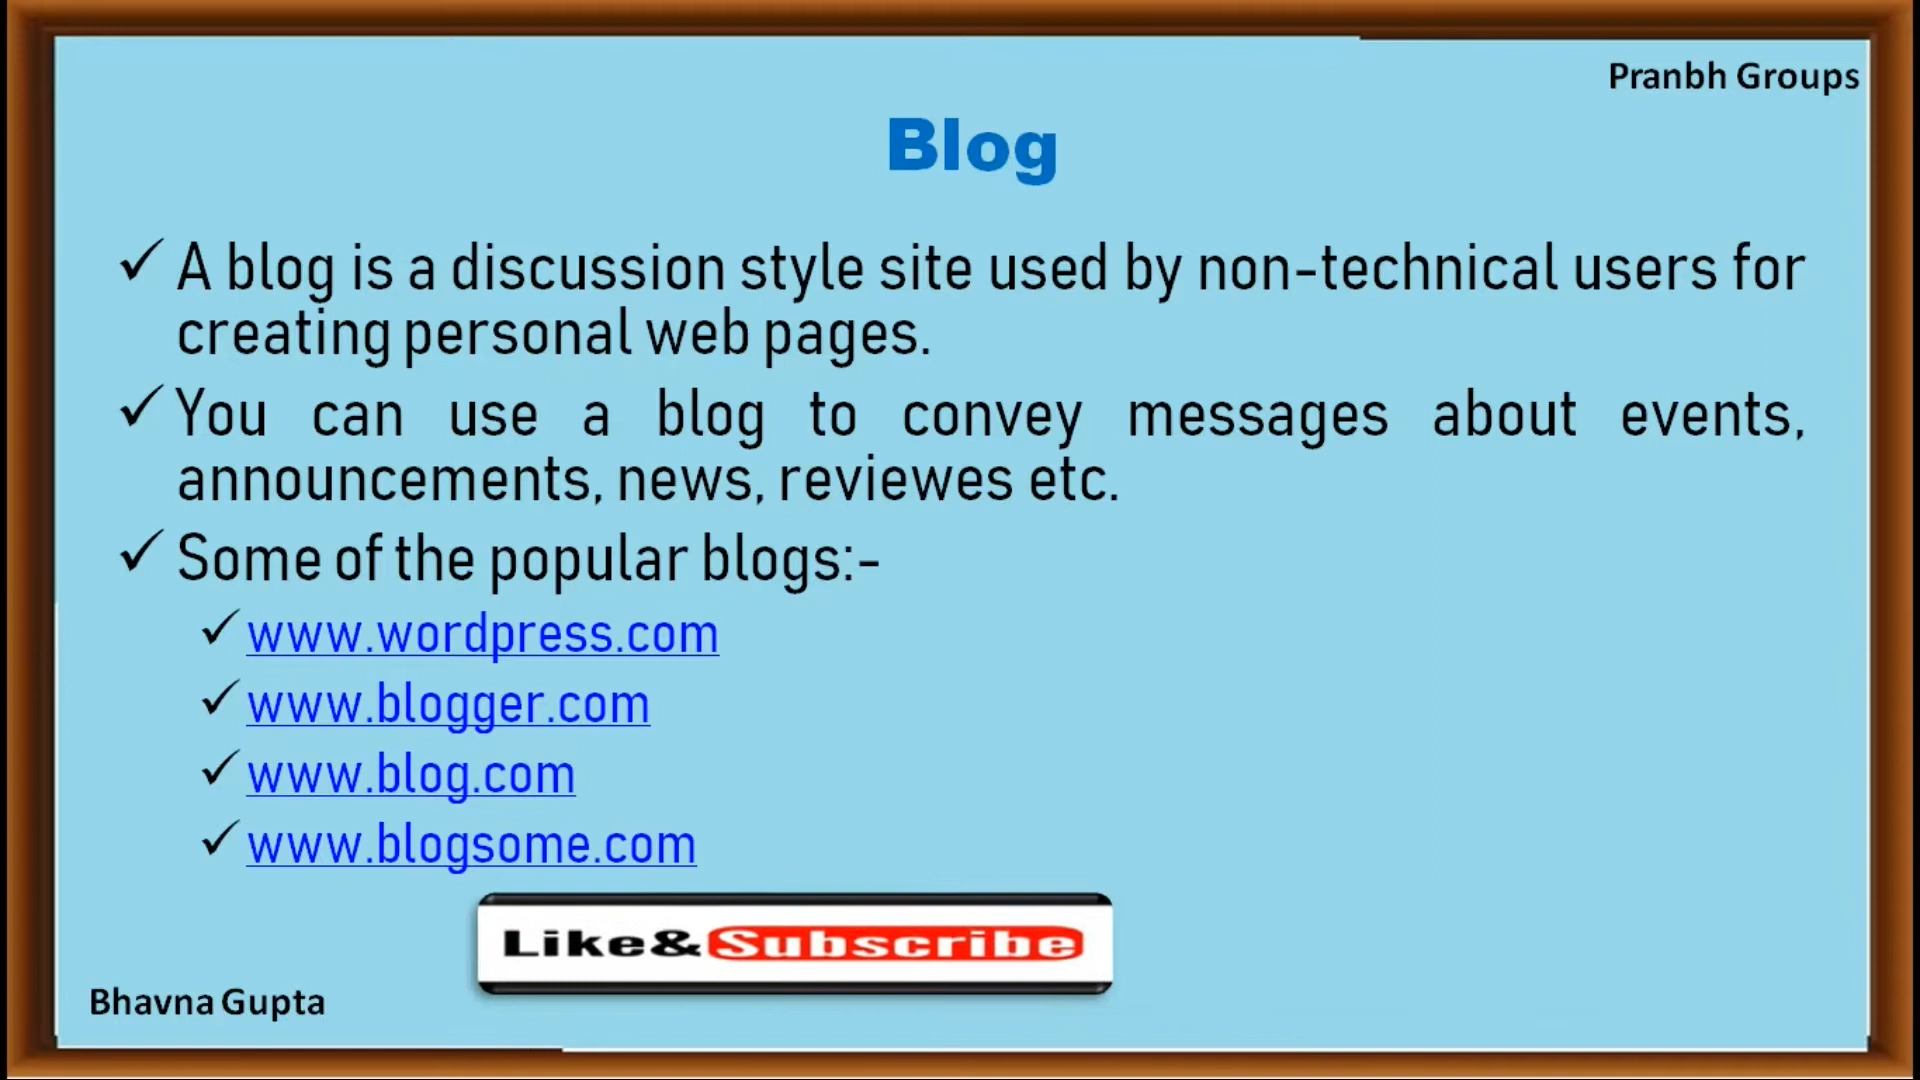 Pranbh Groups
Blog
✓ A blog is a discussion style site used by non-technical users for
creating personal web pages.
✓ You can use a blog to convey messages about events,
announcements, news, reviewes etc.
✓ Some of the popular blogs:-
✓ www.wordpress.com
✓ www.blogger.com
✓ www.blog.com
✓ www.blogsome.com
Like&Subscribe
Bhavna Gupta